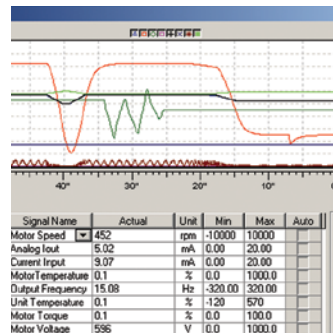 40° 30° 20° 10° 0°
Signal Name Actual Unit Min Max Auto
Motor Speed 452 rpm -10000 10000
Analog Iout 5.02 mA 0.00 20.00
Current Input 9.07 mA 0.00 20.00
MotorTemperature 0.1 % 0.0 1000.0
Output Frequency 15.08 Hz -320.00 320.00
Unit Temperature 0.1 % -120 570
Motor Torque 0.1 % 0.0 100.0
Motor Voltage 596 V 0.0 1000.0